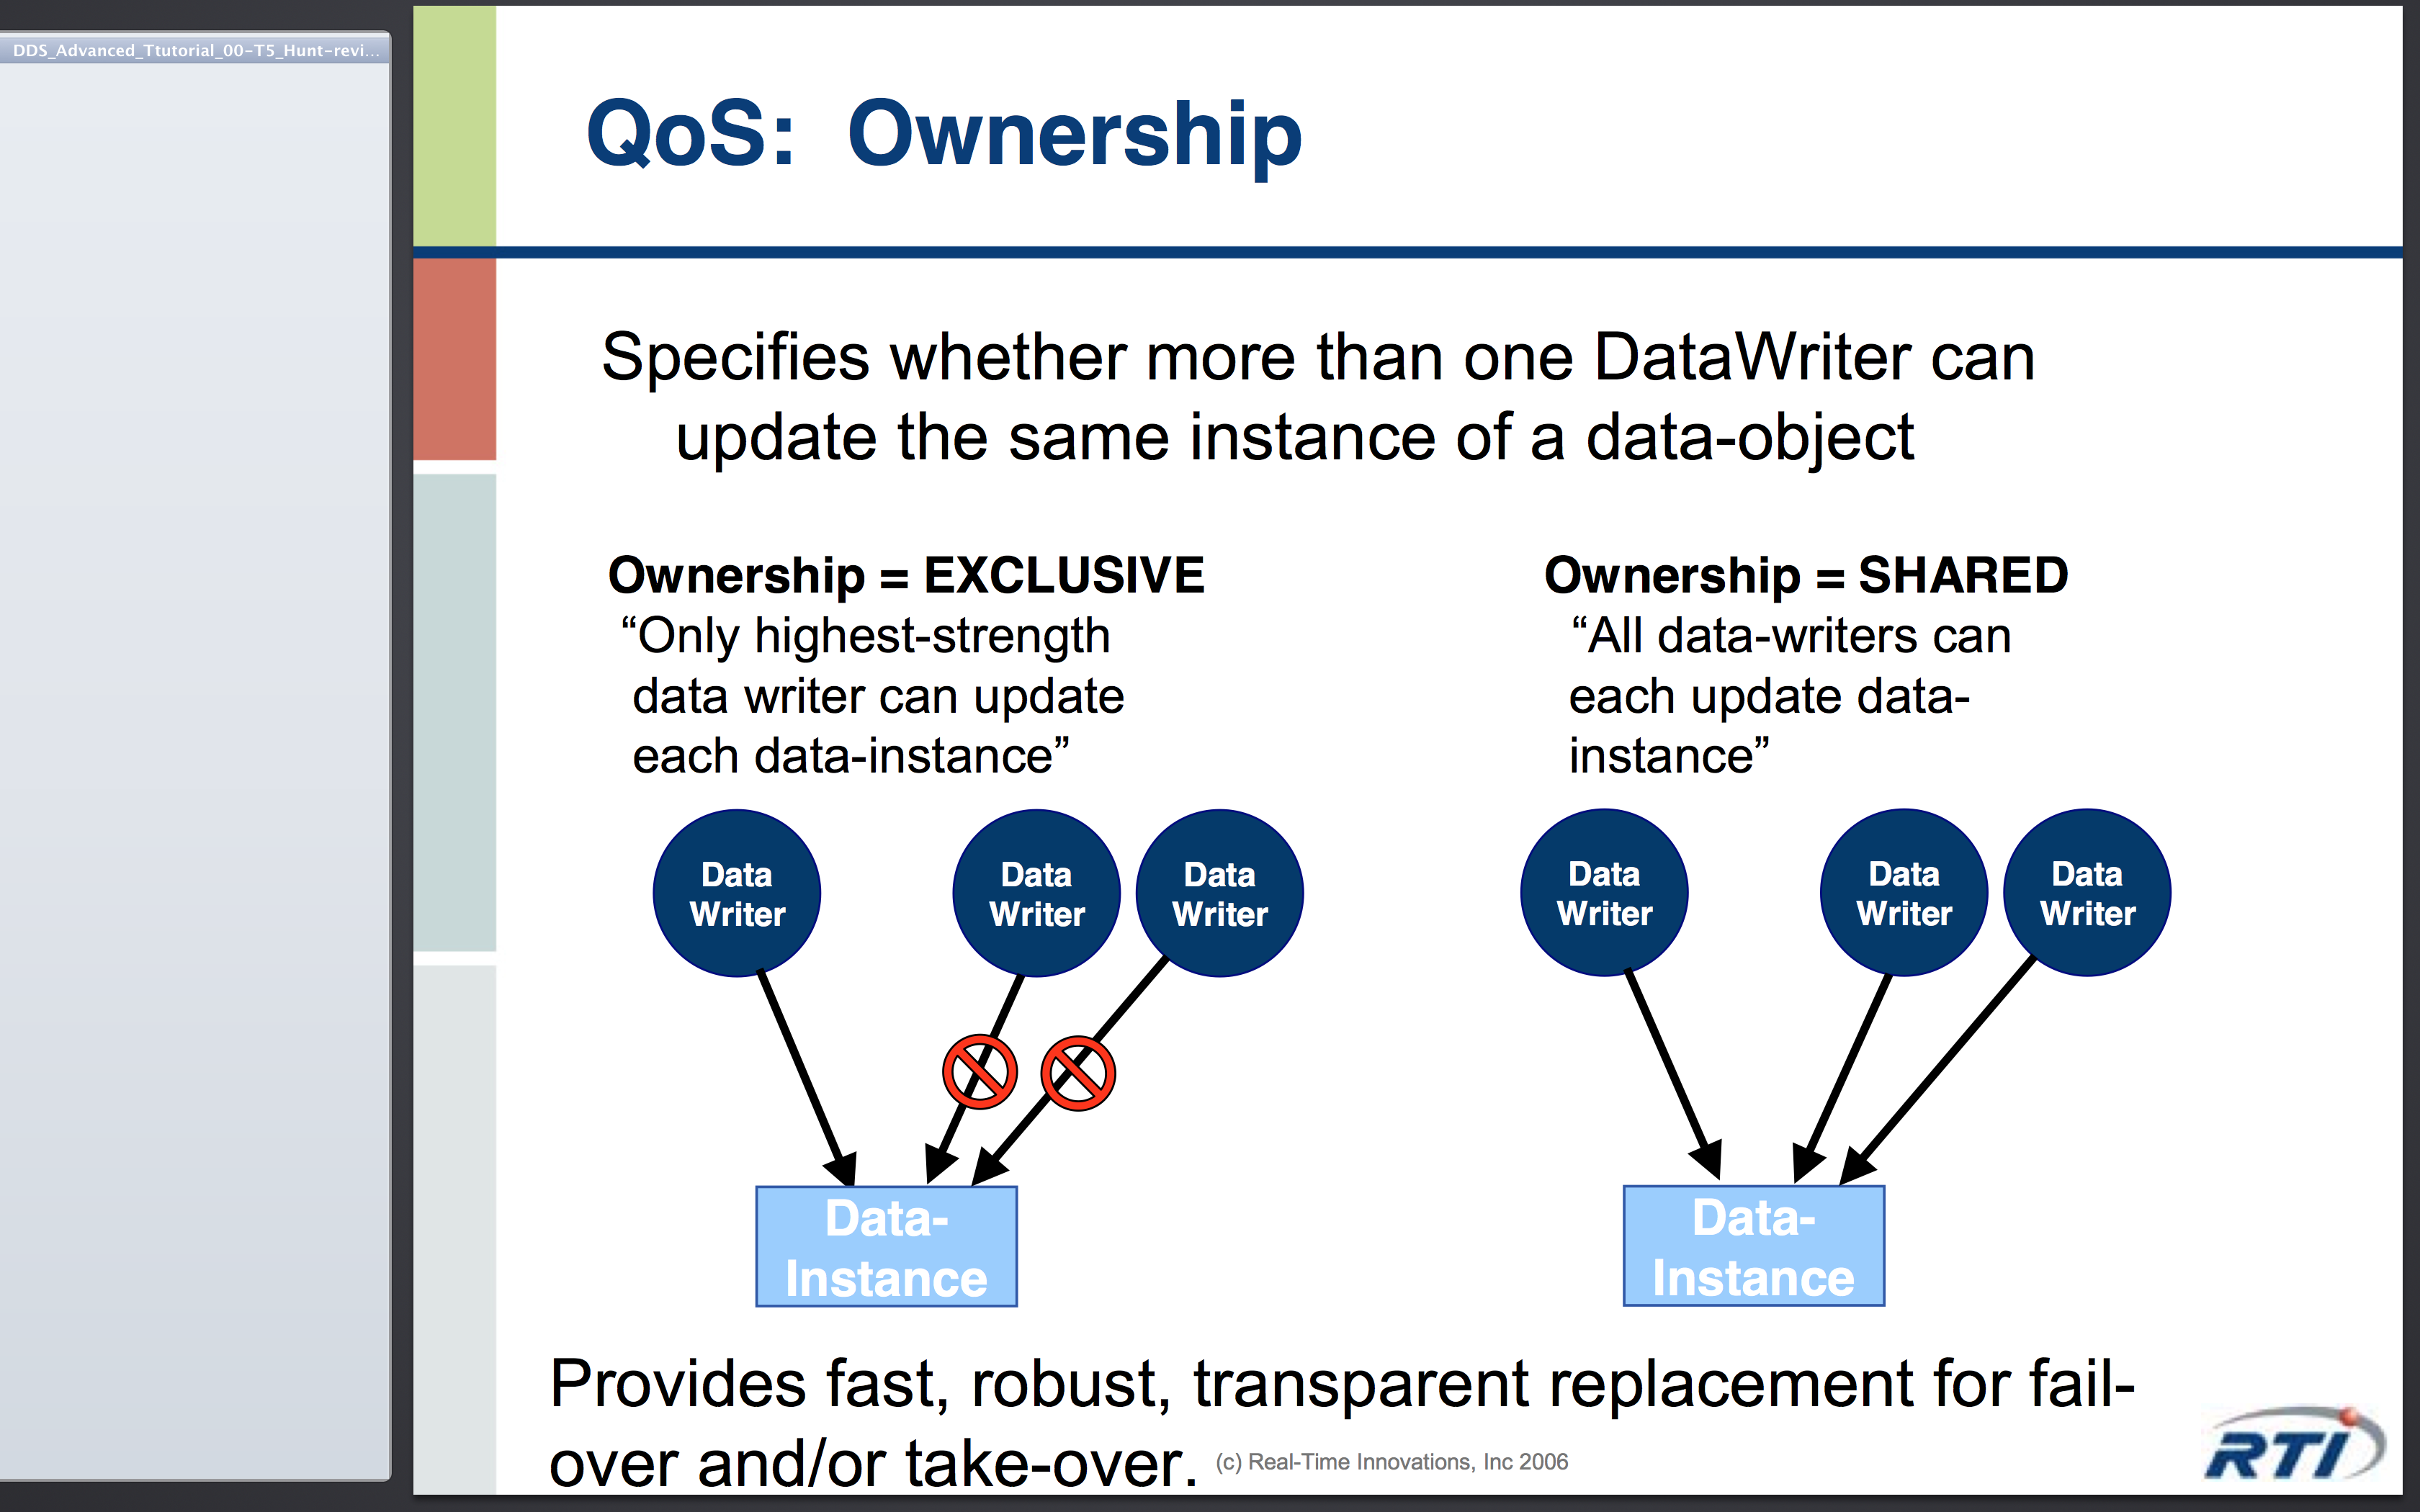 DDS_Advanced_Ttutorial_00-T5_Hunt-revi...
QoS:  Ownership
Specifies whether more than one DataWriter can
update the same instance of a data-object
Ownership = EXCLUSIVE
“Only highest-strength
data writer can update
each data-instance”
Ownership = SHARED
“All data-writers can
each update data-
instance”
Data
Writer
Data
Writer
Data
Writer
Data
Writer
Data
Writer
Data
Writer
Data-
Instance
Data-
Instance
Provides fast, robust, transparent replacement for fail-
over and/or take-over.
(c) Real-Time Innovations, Inc 2006
RTI